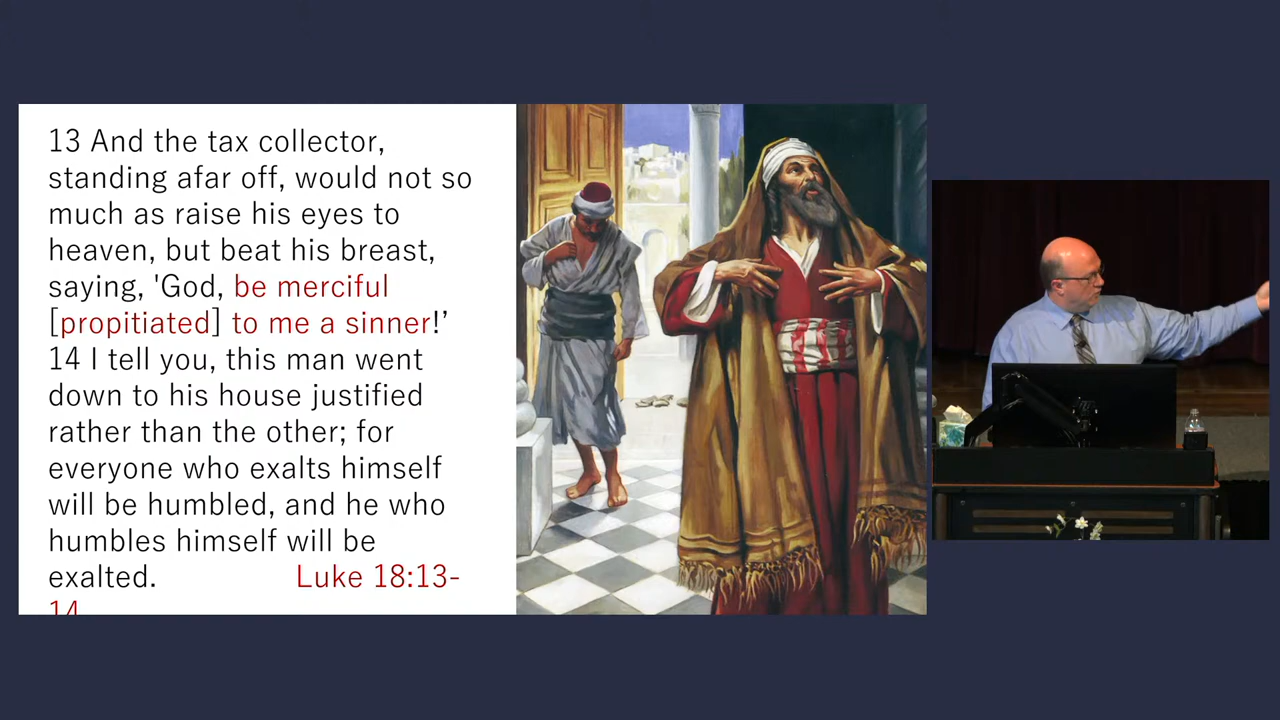 13 And the tax collector,
standing afar off, would not so
much as raise his eyes to
heaven, but beat his breast,
saying, 'God, be merciful
[propitiated] to me a sinner!’
14 I tell you, this man went
down to his house justified
rather than the other; for
everyone who exalts himself
will be humbled, and he who
humbles himself will be
exalted. Luke 18:13-
14